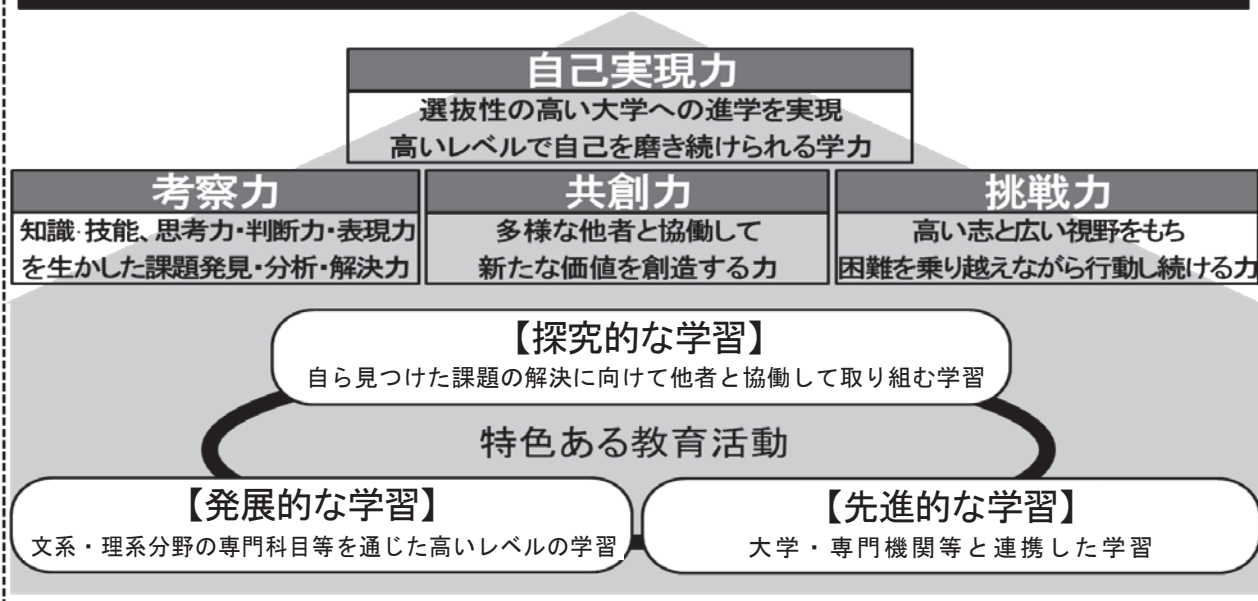 自己実現力
選抜性の高い大学への進学を実現
高いレベルで自己を磨き続けられる学力
考察力
知識･技能、思考力･判断力･表現力
を生かした課題発見･分析･解決力
共創力
多様な他者と協働して
新たな価値を創造する力
挑戦力
高い志と広い視野をもち
困難を乗り越えながら行動し続ける力
【探究的な学習】
自ら見つけた課題の解決に向けて他者と協働して取り組む学習
特色ある教育活動
【発展的な学習】
文系・理系分野の専門科目等を通じた高いレベルの学習
【先進的な学習】
大学・専門機関等と連携した学習